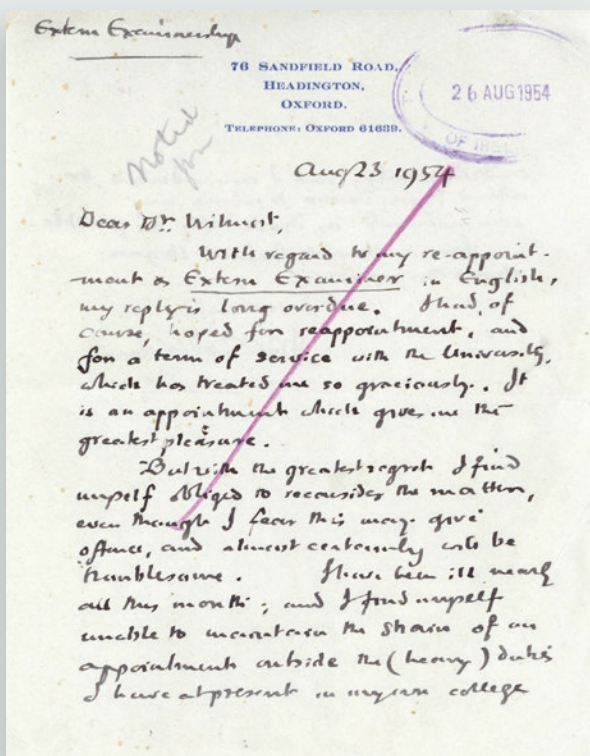 Extern Examinership
76 SANDFIELD ROAD,
HEADINGTON,
OXFORD.
TELEPHONE: OXFORD 61639.
26 AUG 1954
OF IREL
Noted
Aug 23 1954
Dear Dr. Wilmot,
With regard to my re-appoint-
ment as Extern Examiner in English,
my reply is long overdue. I had, of
course, hoped for reappointment, and
for a term of service with the University,
which has treated me so graciously. It
is an appointment which gives me the
greatest pleasure.
But with the greatest regret I find
myself obliged to reconsider the matter,
even though I fear this may give
offence, and almost certainly will be
troublesome. I have been ill nearly
all this month; and I find myself
unable to maintain the strain of an
appointment outside the (heavy) duties
I have at present in my own college